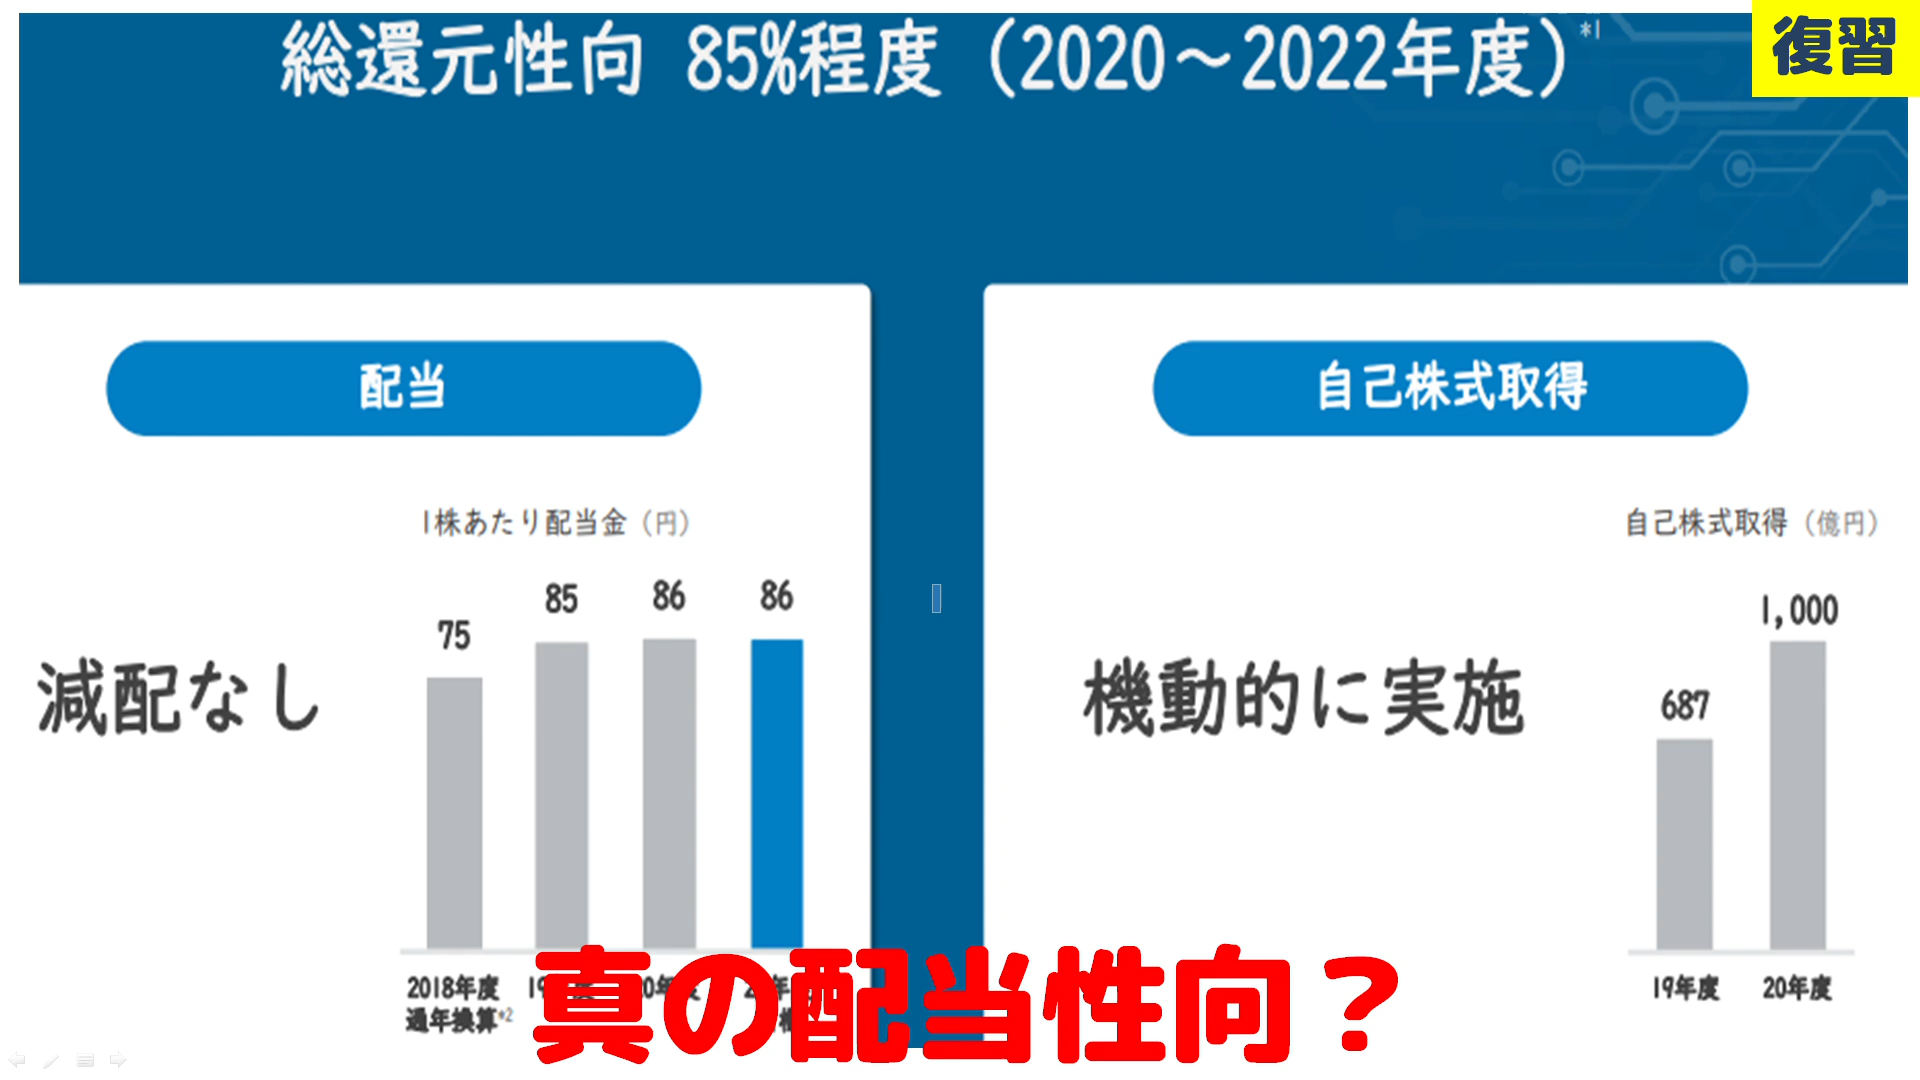 総還元性向 85%程度（2020～2022年度）*1
復習
配当
自己株式取得
1株あたり配当金（円）
自己株式取得（億円）
75
85
86
86
減配なし
機動的に実施
687
1,000
2018年度
通年換算*2
19年度
20年度
真の配当性向？